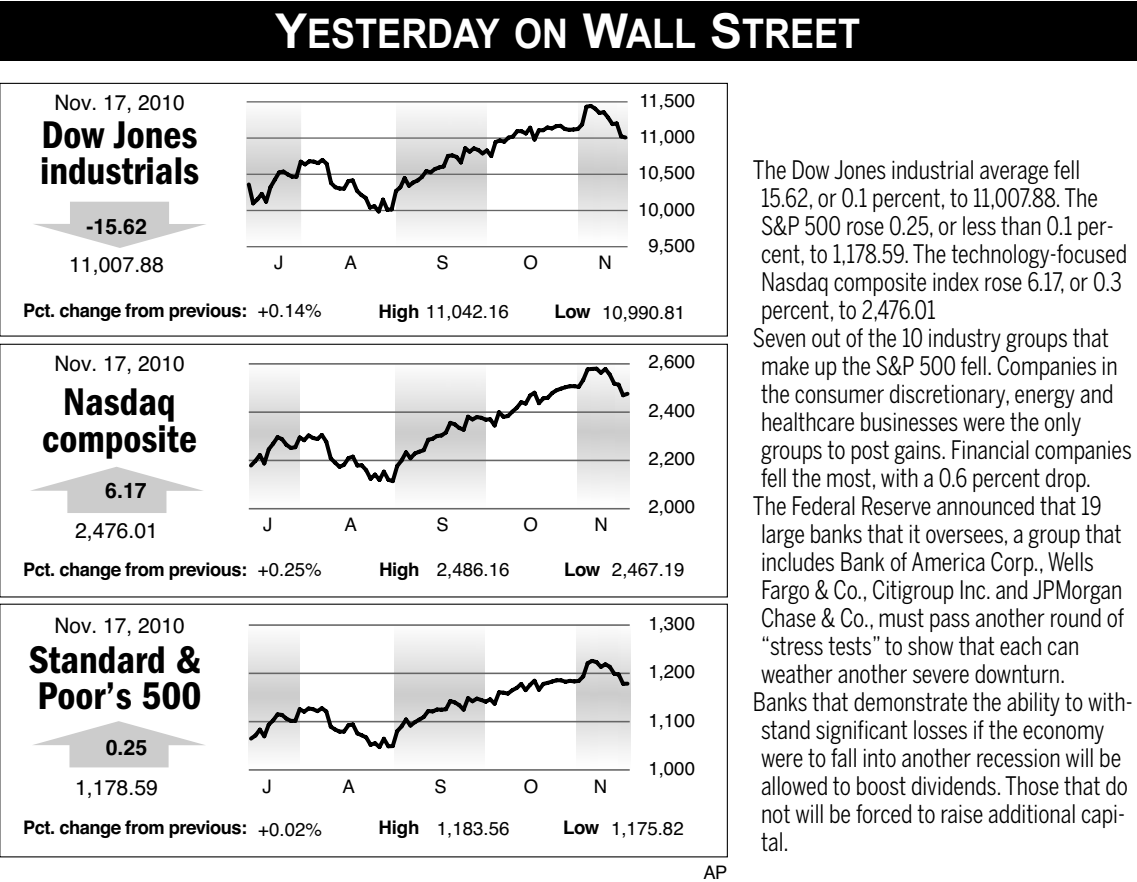 YESTERDAY ON WALL STREET
Nov. 17, 2010
Dow Jones
industrials
-15.62
11,007.88
11,500
11,000
10,500
10,000
9,500
J A S O N
Pct. change from previous: +0.14% High 11,042.16 Low 10,990.81
Nov. 17, 2010
Nasdaq
composite
6.17
2,476.01
2,600
2,400
2,200
2,000
J A S O N
Pct. change from previous: +0.25% High 2,486.16 Low 2,467.19
Nov. 17, 2010
Standard &
Poor's 500
0.25
1,178.59
1,300
1,200
1,100
1,000
J A S O N
Pct. change from previous: +0.02% High 1,183.56 Low 1,175.82
AP
The Dow Jones industrial average fell
15.62, or 0.1 percent, to 11,007.88. The
S&P 500 rose 0.25, or less than 0.1 per-
cent, to 1,178.59. The technology-focused
Nasdaq composite index rose 6.17, or 0.3
percent, to 2,476.01
Seven out of the 10 industry groups that
make up the S&P 500 fell. Companies in
the consumer discretionary, energy and
healthcare businesses were the only
groups to post gains. Financial companies
fell the most, with a 0.6 percent drop.
The Federal Reserve announced that 19
large banks that it oversees, a group that
includes Bank of America Corp., Wells
Fargo & Co., Citigroup Inc. and JPMorgan
Chase & Co., must pass another round of
“stress tests” to show that each can
weather another severe downturn.
Banks that demonstrate the ability to with-
stand significant losses if the economy
were to fall into another recession will be
allowed to boost dividends. Those that do
not will be forced to raise additional capi-
tal.